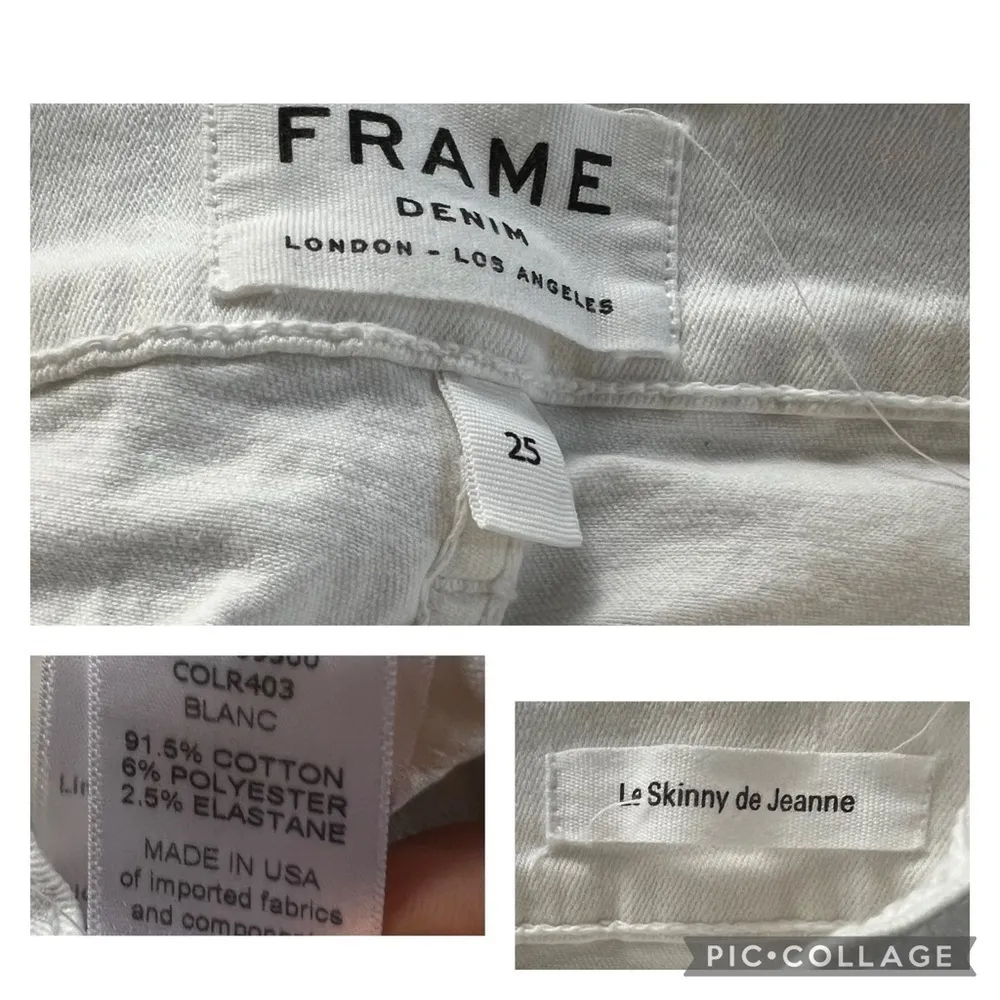 FRAME
DENIM
LONDON - LOS ANGELES
25
COLR403
BLANC
91.5% COTTON
6% POLYESTER
2.5% ELASTANE
MADE IN USA
of imported fabrics
and
Le Skinny de Jeanne
PIC•COLLAGE